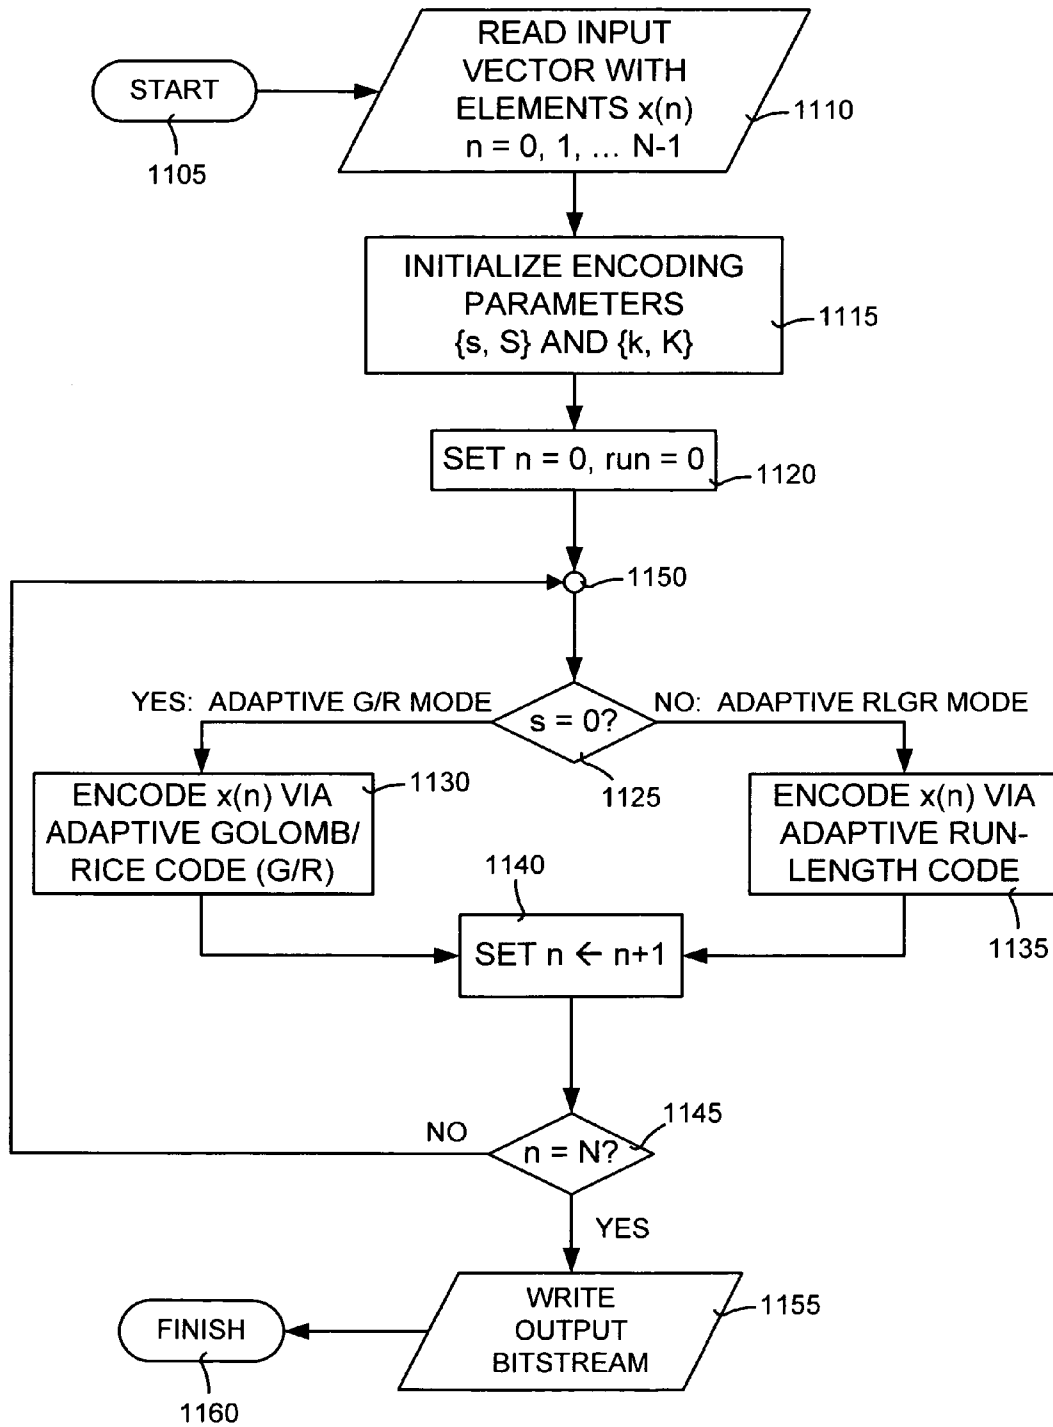 START
1105
READ INPUT
VECTOR WITH
ELEMENTS x(n)
n = 0, 1, ... N-1
1110
INITIALIZE ENCODING
PARAMETERS
{s, S} AND {k, K}
1115
SET n = 0, run = 0
1120
1150
YES: ADAPTIVE G/R MODE
s = 0?
NO: ADAPTIVE RLGR MODE
1125
ENCODE x(n) VIA
ADAPTIVE GOLOMB/
RICE CODE (G/R)
1130
ENCODE x(n) VIA
ADAPTIVE RUN-
LENGTH CODE
1135
1140
SET n ← n+1
NO
n = N?
1145
YES
WRITE
OUTPUT
BITSTREAM
1155
FINISH
1160